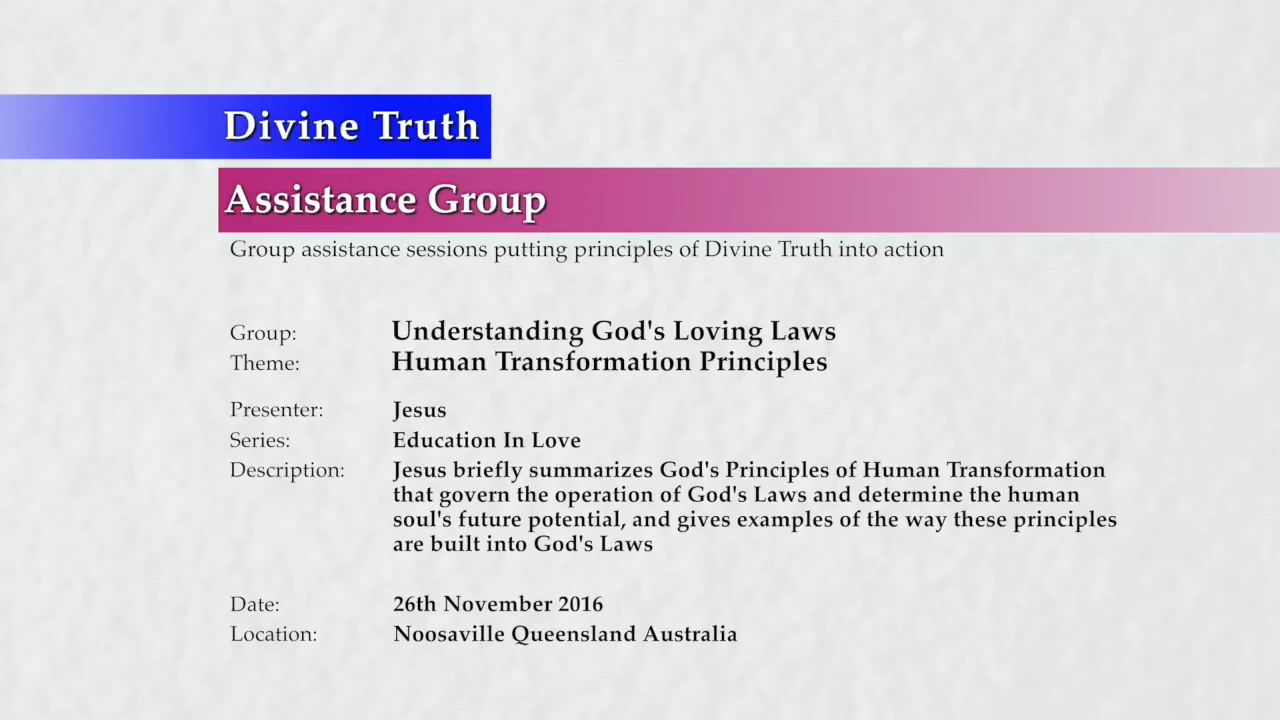 Divine Truth
Assistance Group
Group assistance sessions putting principles of Divine Truth into action
Group: Understanding God's Loving Laws
Theme: Human Transformation Principles
Presenter: Jesus
Series: Education In Love
Description: Jesus briefly summarizes God's Principles of Human Transformation
that govern the operation of God's Laws and determine the human
soul's future potential, and gives examples of the way these principles
are built into God's Laws
Date: 26th November 2016
Location: Noosaville Queensland Australia